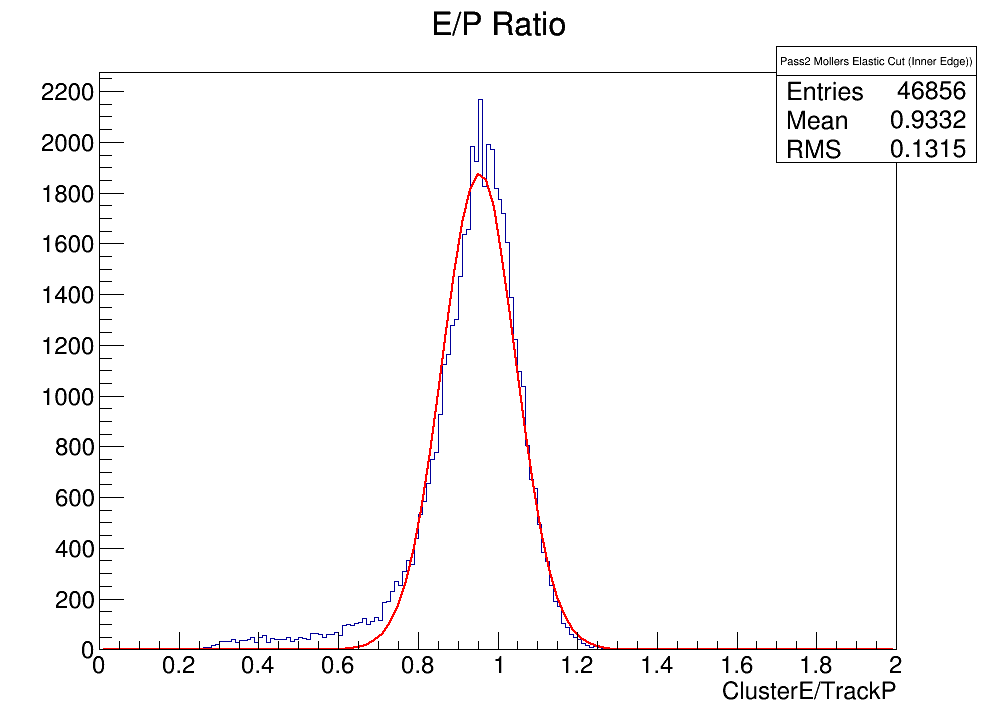 E/P Ratio
Pass2 Mollers Elastic Cut (Inner Edge))
Entries 46856
Mean 0.9332
RMS 0.1315
2200
2000
1800
1600
1400
1200
1000
800
600
400
200
0
0 0.2 0.4 0.6 0.8 1 1.2 1.4 1.6 1.8 2
ClusterE/TrackP